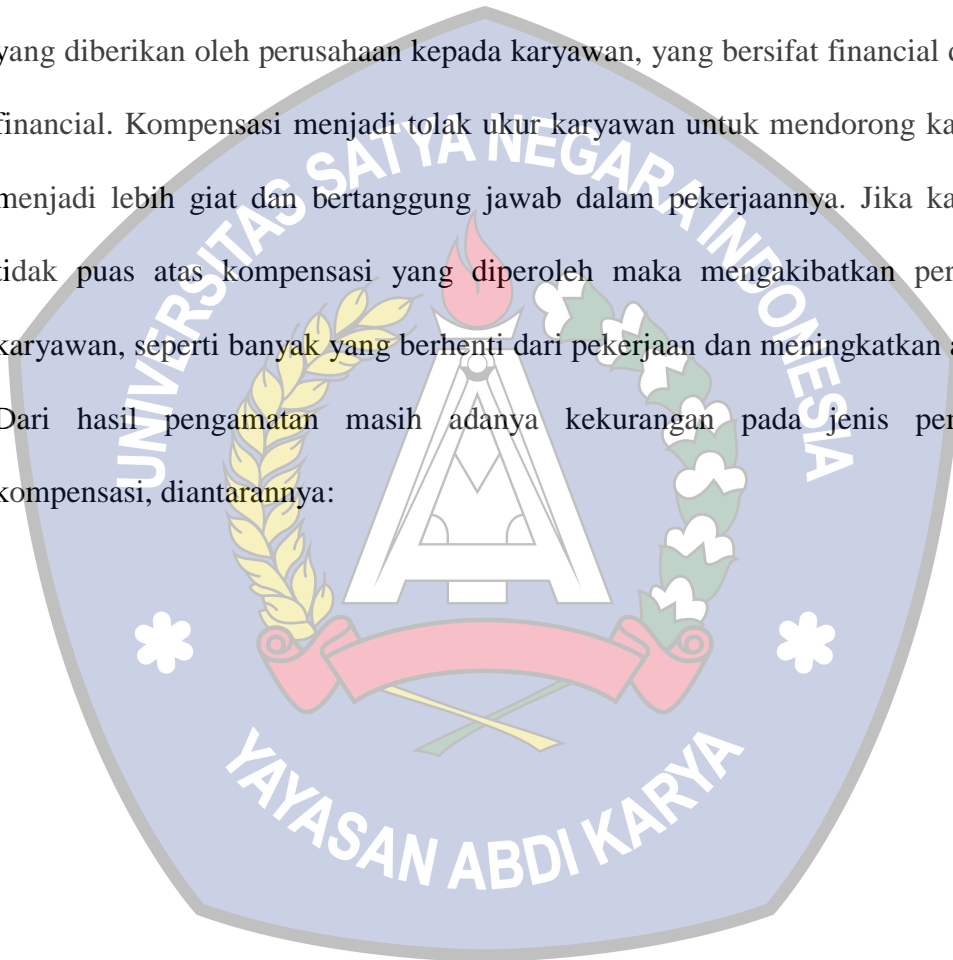 yang diberikan oleh perusahaan kepada karyawan, yang bersifat financial
financial. Kompensasi menjadi tolak ukur karyawan untuk mendorong
menjadi lebih giat dan bertanggung jawab dalam pekerjaannya. Jika
tidak puas atas kompensasi yang diperoleh maka mengakibatkan
karyawan, seperti banyak yang berhenti dari pekerjaan dan meningkatkan
Dari hasil pengamatan masih adanya kekurangan pada jenis
kompensasi, diantarannya:
UNIVERSITAS SATYA NEGARA INDONESIA
YAYASAN ABDI KARYA